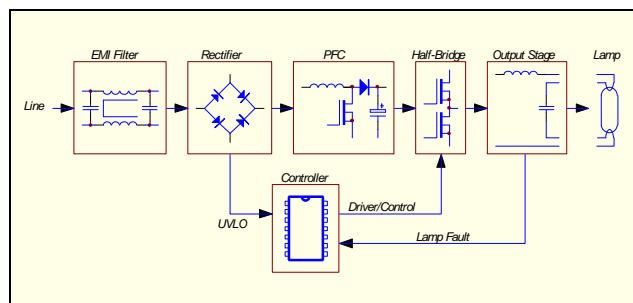 EMI Filter
Rectifier
PFC
Half-Bridge
Output Stage
Lamp
Line
Controller
Driver/Control
UVLO
Lamp Fault